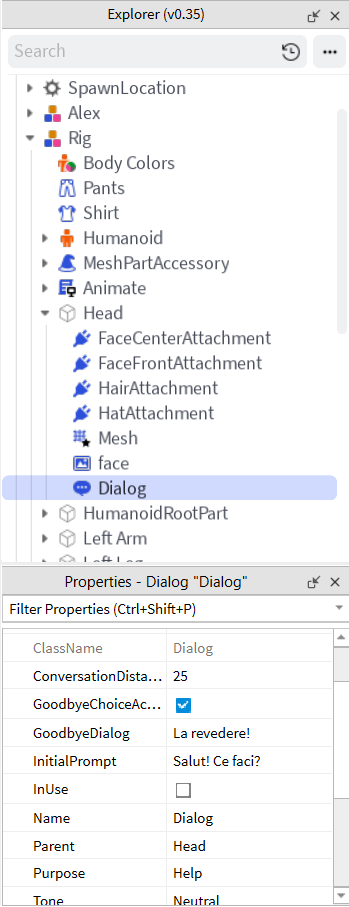 Explorer (v0.35)
Search
SpawnLocation
Alex
Rig
Body Colors
Pants
Shirt
Humanoid
MeshPartAccessory
Animate
Head
FaceCenterAttachment
FaceFrontAttachment
HairAttachment
HatAttachment
Mesh
face
Dialog
HumanoidRootPart
Left Arm
Left Leg
Properties - Dialog "Dialog"
Filter Properties (Ctrl+Shift+P)
ClassName Dialog
ConversationDista... 25
GoodbyeChoiceAc...
GoodbyeDialog La revedere!
InitialPrompt Salut! Ce faci?
InUse
Name Dialog
Parent Head
Purpose Help
Tone Neutral